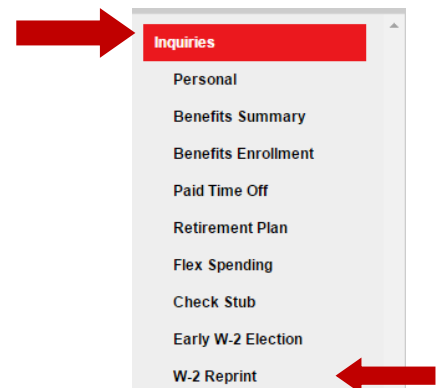 Inquiries
Personal
Benefits Summary
Benefits Enrollment
Paid Time Off
Retirement Plan
Flex Spending
Check Stub
Early W-2 Election
W-2 Reprint